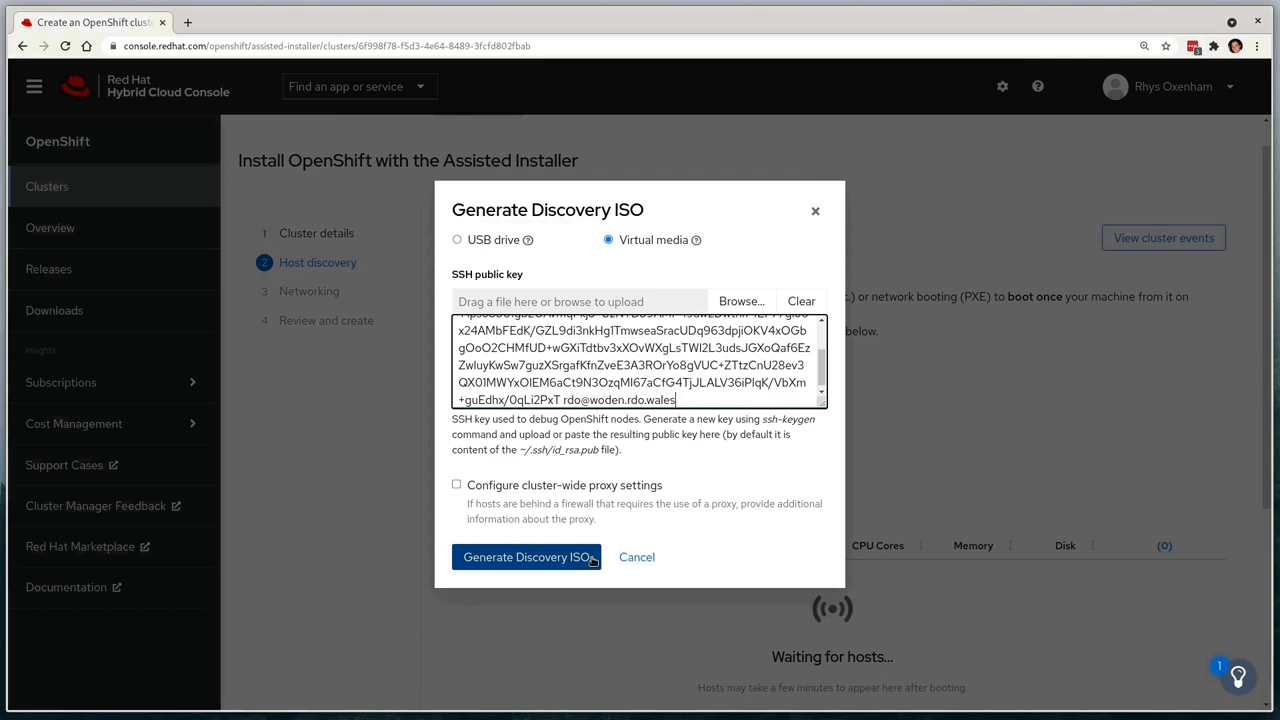 Create an OpenShift clust
console.redhat.com/openshift/assisted-installer/clusters/6f998f78-f5d3-4e64-8489-3fcfd802fbab
Red Hat
Hybrid Cloud Console
Find an app or service
Rhys Oxenham
OpenShift
Clusters
Overview
Releases
Downloads
Insights
Subscriptions
Cost Management
Support Cases
Cluster Manager Feedback
Red Hat Marketplace
Documentation
Install OpenShift with the Assisted Installer
1 Cluster details
2 Host discovery
3 Networking
4 Review and create
View cluster events
.) or network booting (PXE) to boot once your machine from it on
Generate Discovery ISO
USB drive
Virtual media
SSH public key
Drag a file here or browse to upload
Browse...
Clear
x24AMbFEdK/GZL9di3nkHg1TmwseaSracUDq963dpjiOKV4xOGb
gOoO2CHMfUD+wGXiTdtbv3xXOvWXgLsTWI2L3udsJGXoQaf6Ez
ZwIuyKwSw7guzXSrgafKfnZveE3A3ROrYo8gVUC+ZTtzCnU28ev3
QX01MWYxOIEM6aCt9N3OzqMI67aCfG4TjJLALV36iPIqK/VbXm
+guEdhx/0qLi2PxT rdo@woden.rdo.wales
SSH key used to debug OpenShift nodes. Generate a new key using ssh-keygen
command and upload or paste the resulting public key here (by default it is
content of the ~/.ssh/id_rsa.pub file).
Configure cluster-wide proxy settings
If hosts are behind a firewall that requires the use of a proxy, provide additional
information about the proxy.
Generate Discovery ISO
Cancel
CPU Cores
Memory
Disk
(0)
Waiting for hosts...
Hosts may take a few minutes to appear here after booting.
1